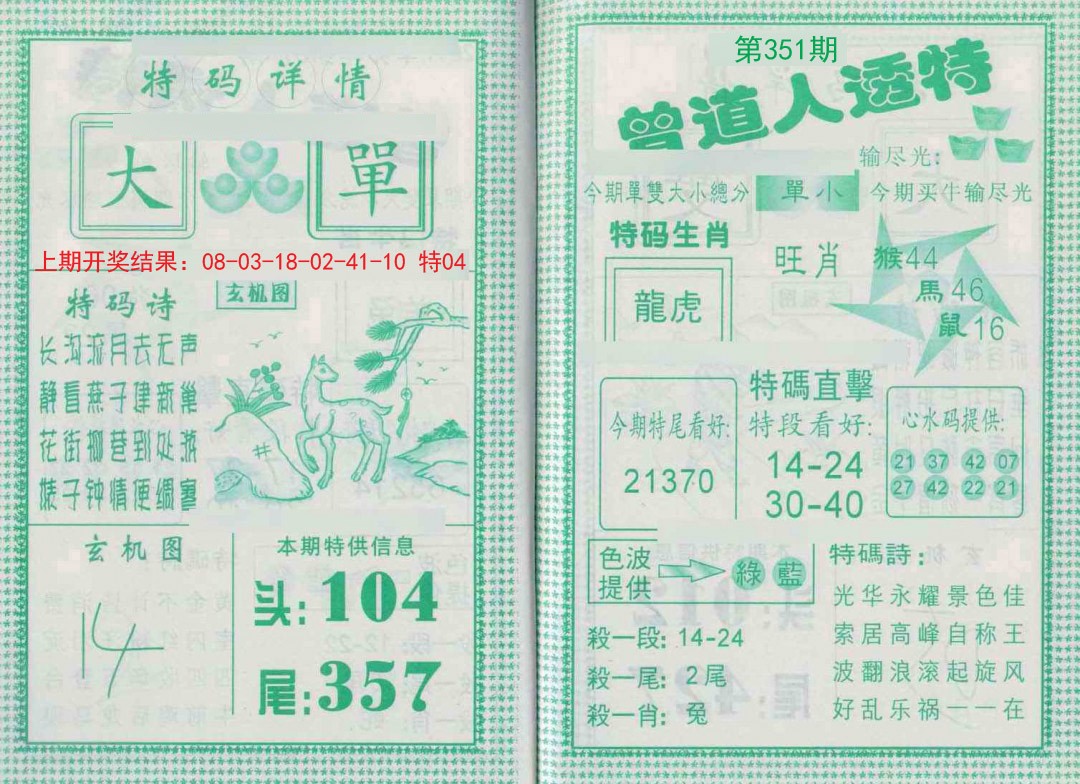 特码详情
大
單
上期开奖结果：08-03-18-02-41-10 特04
特码诗
长沟流月去无声
静看燕子建新巢
花街柳巷到处游
婊子钟情便绸窭
玄机图
井
玄机图
本期特供信息
头:104
尾:357
第351期
曾道人透特
输尽光:
今期單雙大小總分
單小
今期买牛输尽光
特码生肖
龍虎
旺肖
猴44
馬46
鼠16
特碼直擊
今期特尾看好:
21370
特段看好:
14-24
30-40
心水码提供:
21 37 42 07
27 42 22 21
色波
提供
綠 藍
殺一段: 14-24
殺一尾: 2尾
殺一肖: 兔
特碼詩:
光华永耀景色佳
索居高峰自称王
波翻浪滚起旋风
好乱乐祸一一在